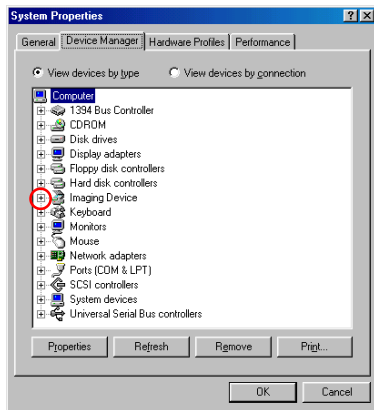 System Properties
General Device Manager Hardware Profiles Performance
View devices by type View devices by connection
Computer
1394 Bus Controller
CDROM
Disk drives
Display adapters
Floppy disk controllers
Hard disk controllers
Imaging Device
Keyboard
Monitors
Mouse
Network adapters
Ports (COM & LPT)
SCSI controllers
System devices
Universal Serial Bus controllers
Properties Refresh Remove Print...
OK Cancel